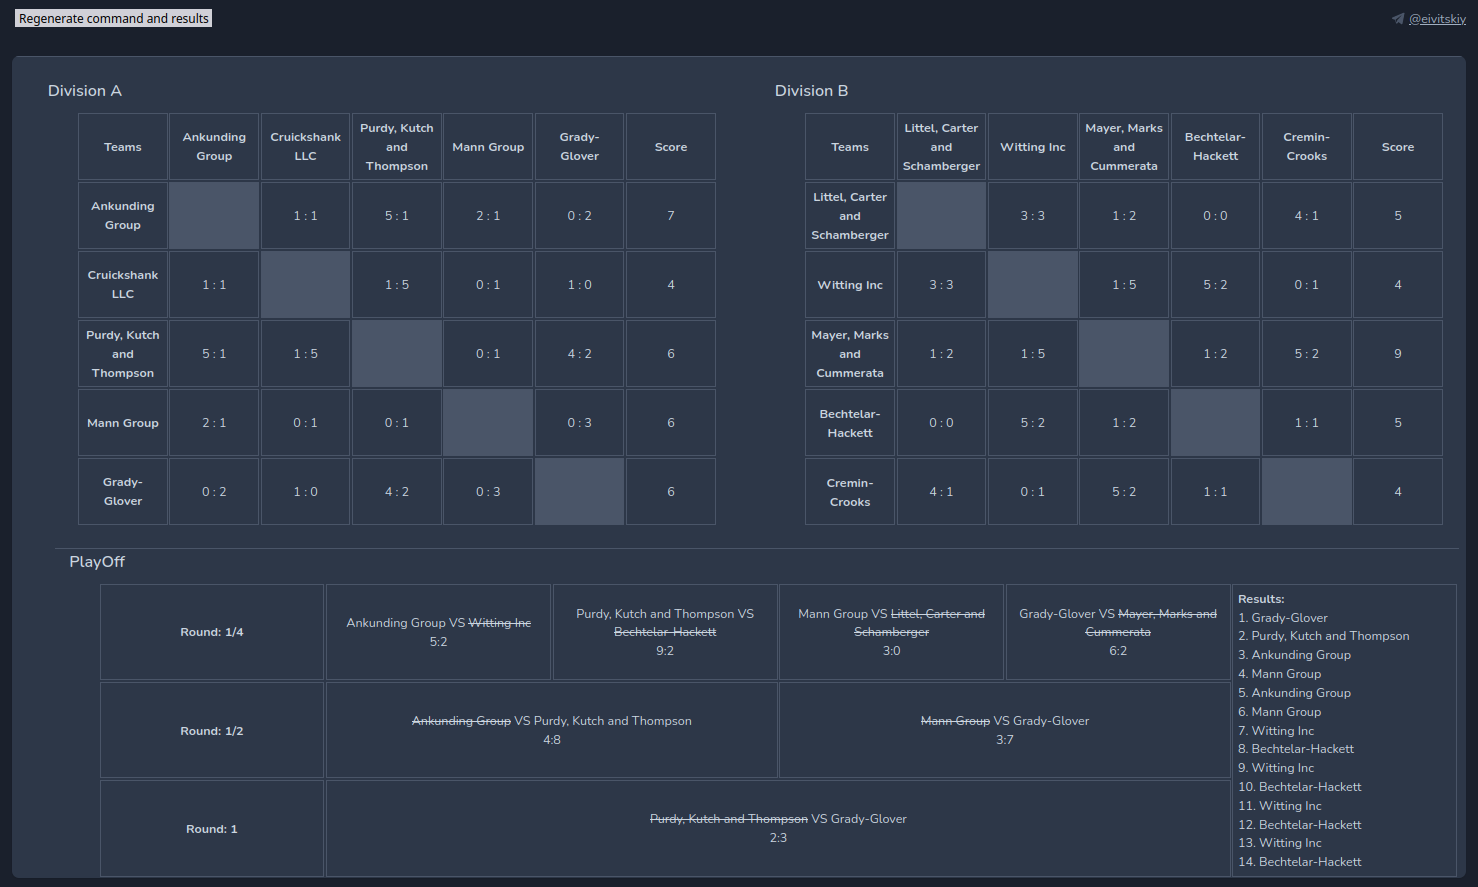 Regenerate command and results
@eivitskiy
Division A
Teams
Ankunding
Group
Cruickshank
LLC
Purdy, Kutch
and
Thompson
Mann Group
Grady-
Glover
Score
Ankunding
Group
1 : 1
5 : 1
2 : 1
0 : 2
7
Cruickshank
LLC
1 : 1
1 : 5
0 : 1
1 : 0
4
Purdy, Kutch
and
Thompson
5 : 1
1 : 5
0 : 1
4 : 2
6
Mann Group
2 : 1
0 : 1
0 : 1
0 : 3
6
Grady-
Glover
0 : 2
1 : 0
4 : 2
0 : 3
6
Division B
Teams
Littel, Carter
and
Schamberger
Witting Inc
Mayer, Marks
and
Cummerata
Bechtelar-
Hackett
Cremin-
Crooks
Score
Littel, Carter
and
Schamberger
3 : 3
1 : 2
0 : 0
4 : 1
5
Witting Inc
3 : 3
1 : 5
5 : 2
0 : 1
4
Mayer, Marks
and
Cummerata
1 : 2
1 : 5
1 : 2
5 : 2
9
Bechtelar-
Hackett
0 : 0
5 : 2
1 : 2
1 : 1
5
Cremin-
Crooks
4 : 1
0 : 1
5 : 2
1 : 1
4
PlayOff
Round: 1/4
Ankunding Group VS Witting Inc
5:2
Purdy, Kutch and Thompson VS
Bechtelar-Hackett
9:2
Mann Group VS Littel, Carter and
Schamberger
3:0
Grady-Glover VS Mayer, Marks and
Cummerata
6:2
Round: 1/2
Ankunding Group VS Purdy, Kutch and Thompson
4:8
Mann Group VS Grady-Glover
3:7
Round: 1
Purdy, Kutch and Thompson VS Grady-Glover
2:3
Results:
1. Grady-Glover
2. Purdy, Kutch and Thompson
3. Ankunding Group
4. Mann Group
5. Ankunding Group
6. Mann Group
7. Witting Inc
8. Bechtelar-Hackett
9. Witting Inc
10. Bechtelar-Hackett
11. Witting Inc
12. Bechtelar-Hackett
13. Witting Inc
14. Bechtelar-Hackett